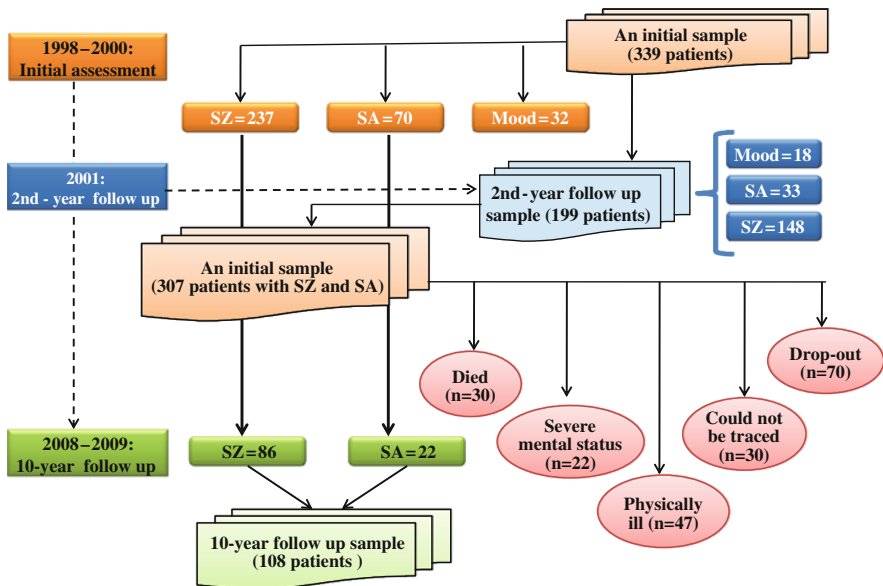 1998–2000:
Initial assessment
An initial sample
(339 patients)
SZ=237
SA=70
Mood=32
2001:
2nd - year follow up
2nd - year follow up
sample (199 patients)
Mood=18
SA=33
SZ=148
An initial sample
(307 patients with SZ and SA)
Died
(n=30)
Severe
mental status
(n=22)
Physically
ill (n=47)
Could not
be traced
(n=30)
Drop-out
(n=70)
2008–2009:
10-year follow up
SZ=86
SA=22
10-year follow up sample
(108 patients )